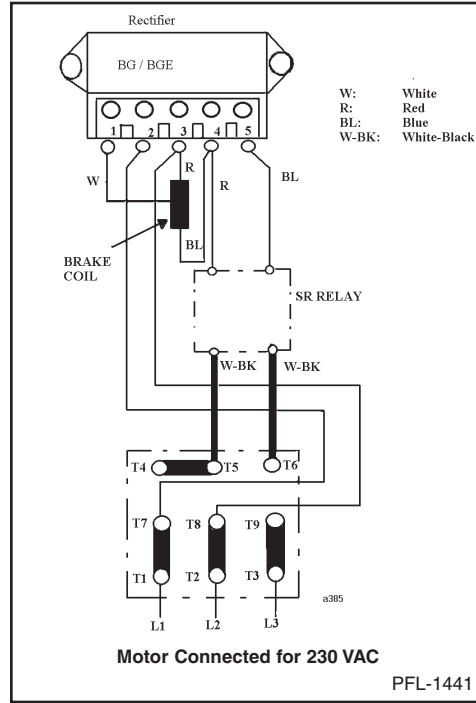 Rectifier
BG / BGE
W: White
R: Red
BL: Blue
W-BK: White-Black
1 2 3 4 5
W R R BL
BL
BRAKE
COIL
SR RELAY
W-BK W-BK
T4 T5 T6
T7 T8 T9
T1 T2 T3
a385
L1 L2 L3
Motor Connected for 230 VAC
PFL-1441